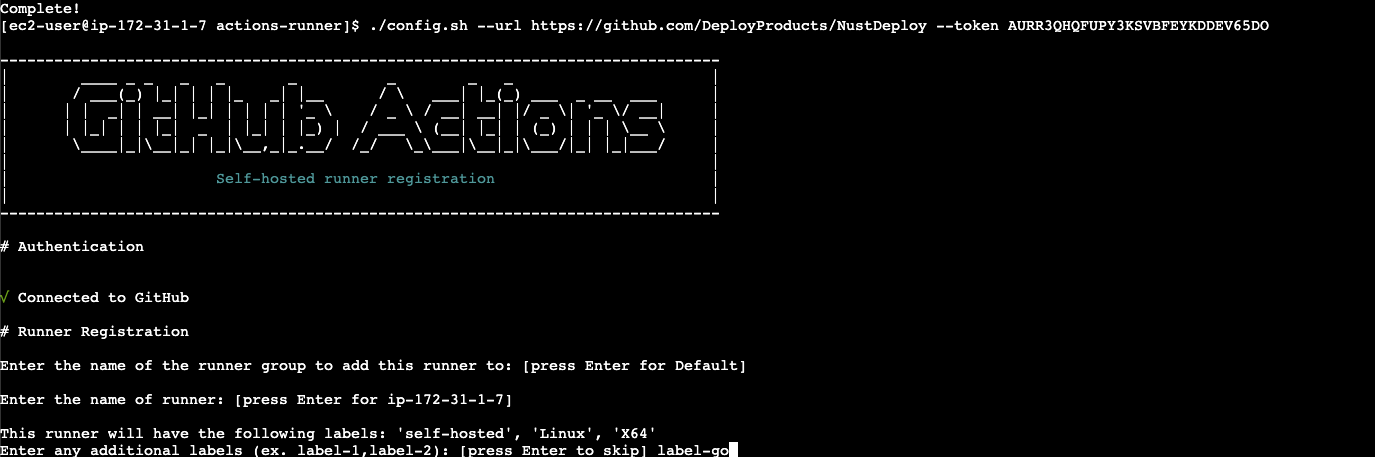 Complete!
[ec2-user@ip-172-31-1-7 actions-runner]$ ./config.sh --url https://github.com/DeployProducts/NustDeploy --token AURR3QHQFUPY3KSVBFEYKDDEV65DO
GitHub Actions
Self-hosted runner registration
# Authentication
√ Connected to GitHub
# Runner Registration
Enter the name of the runner group to add this runner to: [press Enter for Default]
Enter the name of runner: [press Enter for ip-172-31-1-7]
This runner will have the following labels: 'self-hosted', 'Linux', 'X64'
Enter any additional labels (ex. label-1,label-2): [press Enter to skip] label-go